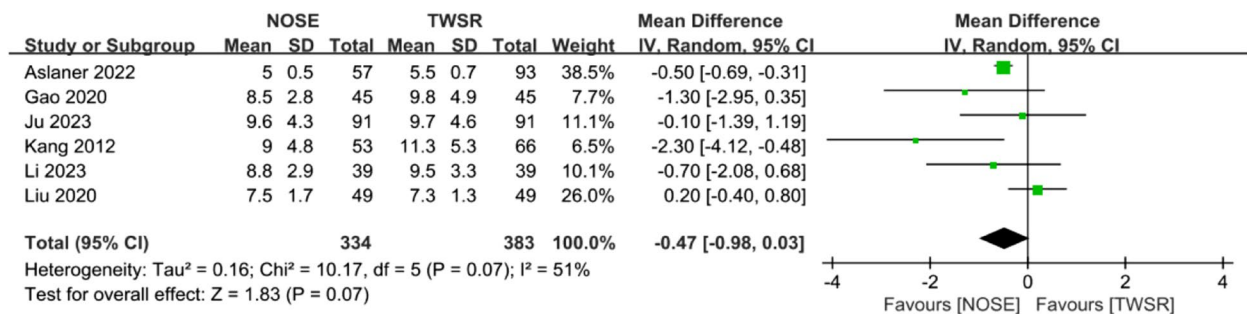 NOSE TWSR Mean Difference Mean Difference
Study or Subgroup Mean SD Total Mean SD Total Weight IV, Random, 95% CI IV, Random, 95% CI
Aslaner 2022 5 0.5 57 5.5 0.7 93 38.5% -0.50 [-0.69, -0.31]
Gao 2020 8.5 2.8 45 9.8 4.9 45 7.7% -1.30 [-2.95, 0.35]
Ju 2023 9.6 4.3 91 9.7 4.6 91 11.1% -0.10 [-1.39, 1.19]
Kang 2012 9 4.8 53 11.3 5.3 66 6.5% -2.30 [-4.12, -0.48]
Li 2023 8.8 2.9 39 9.5 3.3 39 10.1% -0.70 [-2.08, 0.68]
Liu 2020 7.5 1.7 49 7.3 1.3 49 26.0% 0.20 [-0.40, 0.80]
Total (95% CI) 334 383 100.0% -0.47 [-0.98, 0.03]
Heterogeneity: Tau² = 0.16; Chi² = 10.17, df = 5 (P = 0.07); I² = 51%
Test for overall effect: Z = 1.83 (P = 0.07)
-4 -2 0 2 4
Favours [NOSE] Favours [TWSR]